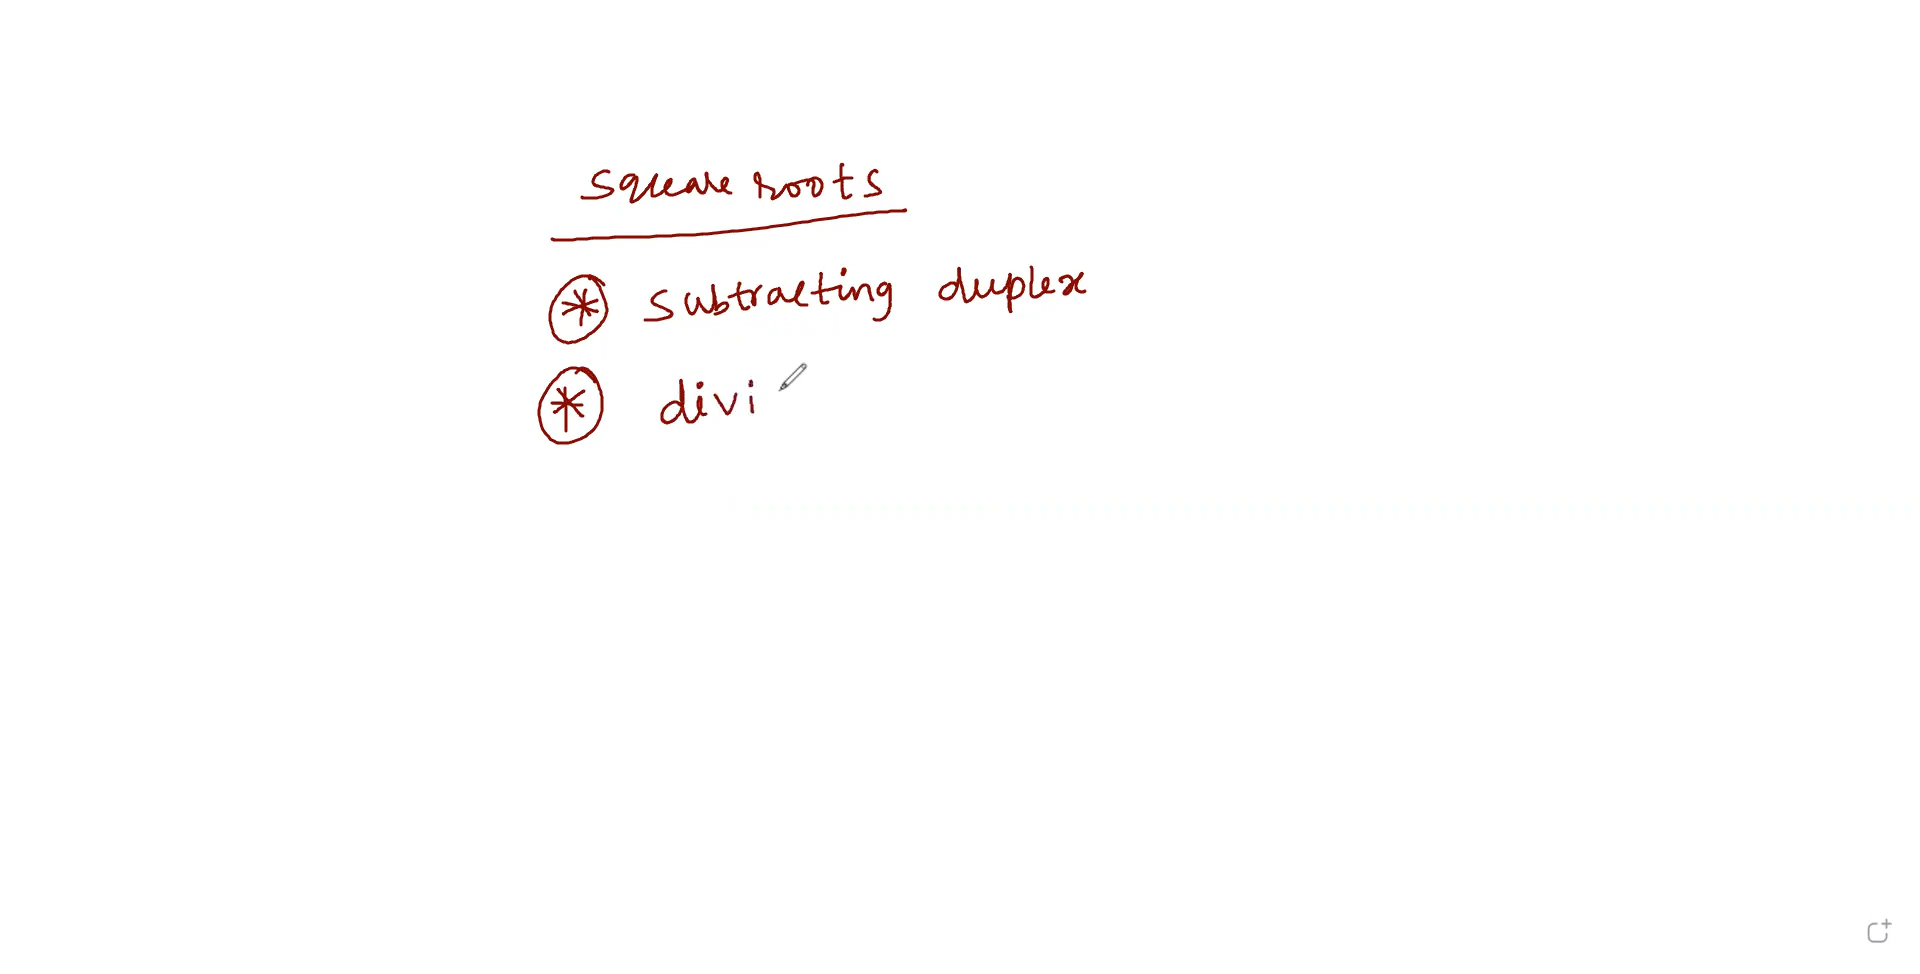 square roots
* subtracting duplex
* divi